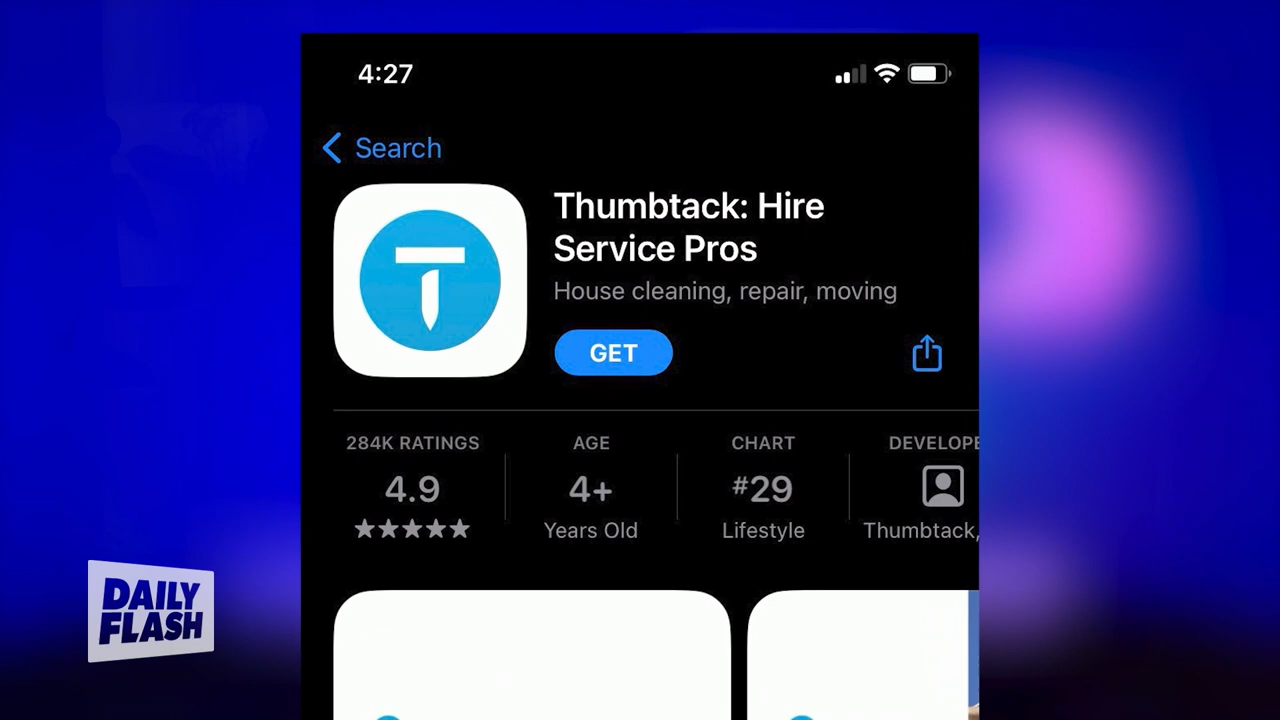 4:27
Search
Thumbtack: Hire
Service Pros
House cleaning, repair, moving
GET
284K RATINGS
4.9
AGE
4+
Years Old
CHART
#29
Lifestyle
DEVELOPE
Thumbtack,
DAILY
FLASH